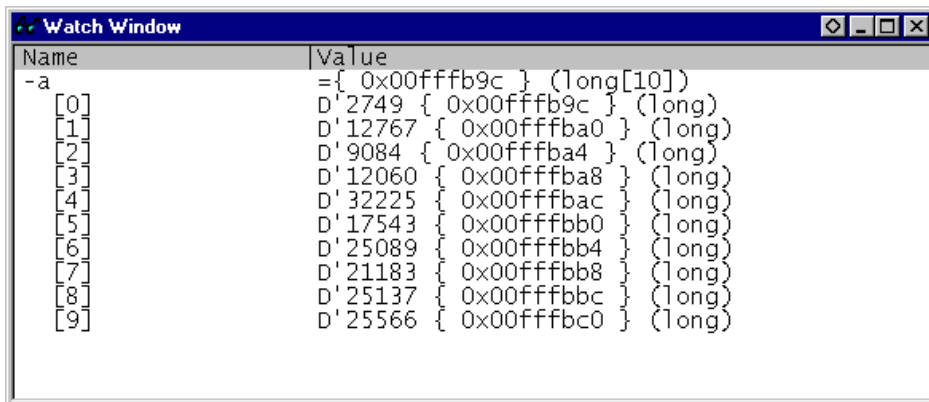 Watch Window
Name Value
-a ={ 0x00fffb9c } (long[10])
[0] D'2749 { 0x00fffb9c } (long)
[1] D'12767 { 0x00fffba0 } (long)
[2] D'9084 { 0x00fffba4 } (long)
[3] D'12060 { 0x00fffba8 } (long)
[4] D'32225 { 0x00fffbac } (long)
[5] D'17543 { 0x00fffbb0 } (long)
[6] D'25089 { 0x00fffbb4 } (long)
[7] D'21183 { 0x00fffbb8 } (long)
[8] D'25137 { 0x00fffbbc } (long)
[9] D'25566 { 0x00fffbc0 } (long)